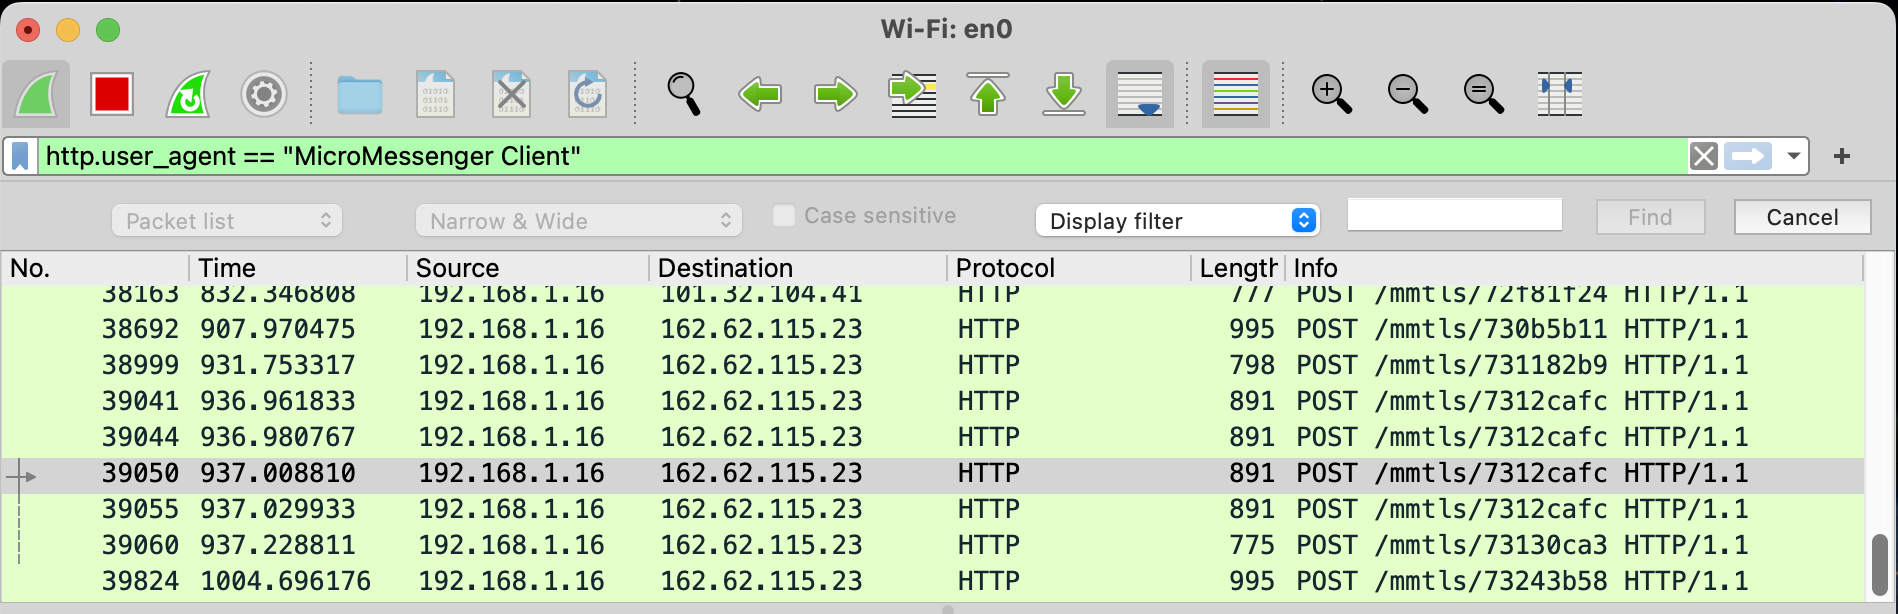 Wi-Fi: en0
http.user_agent == "MicroMessenger Client"
Packet list Narrow & Wide Case sensitive Display filter Find Cancel
No. Time Source Destination Protocol Length Info
38163 832.346808 192.168.1.16 101.32.104.41 HTTP 777 POST /mmtls/72f81f24 HTTP/1.1
38692 907.970475 192.168.1.16 162.62.115.23 HTTP 995 POST /mmtls/730b5b11 HTTP/1.1
38999 931.753317 192.168.1.16 162.62.115.23 HTTP 798 POST /mmtls/731182b9 HTTP/1.1
39041 936.961833 192.168.1.16 162.62.115.23 HTTP 891 POST /mmtls/7312cafc HTTP/1.1
39044 936.980767 192.168.1.16 162.62.115.23 HTTP 891 POST /mmtls/7312cafc HTTP/1.1
39050 937.008810 192.168.1.16 162.62.115.23 HTTP 891 POST /mmtls/7312cafc HTTP/1.1
39055 937.029933 192.168.1.16 162.62.115.23 HTTP 891 POST /mmtls/7312cafc HTTP/1.1
39060 937.228811 192.168.1.16 162.62.115.23 HTTP 775 POST /mmtls/73130ca3 HTTP/1.1
39824 1004.696176 192.168.1.16 162.62.115.23 HTTP 995 POST /mmtls/73243b58 HTTP/1.1